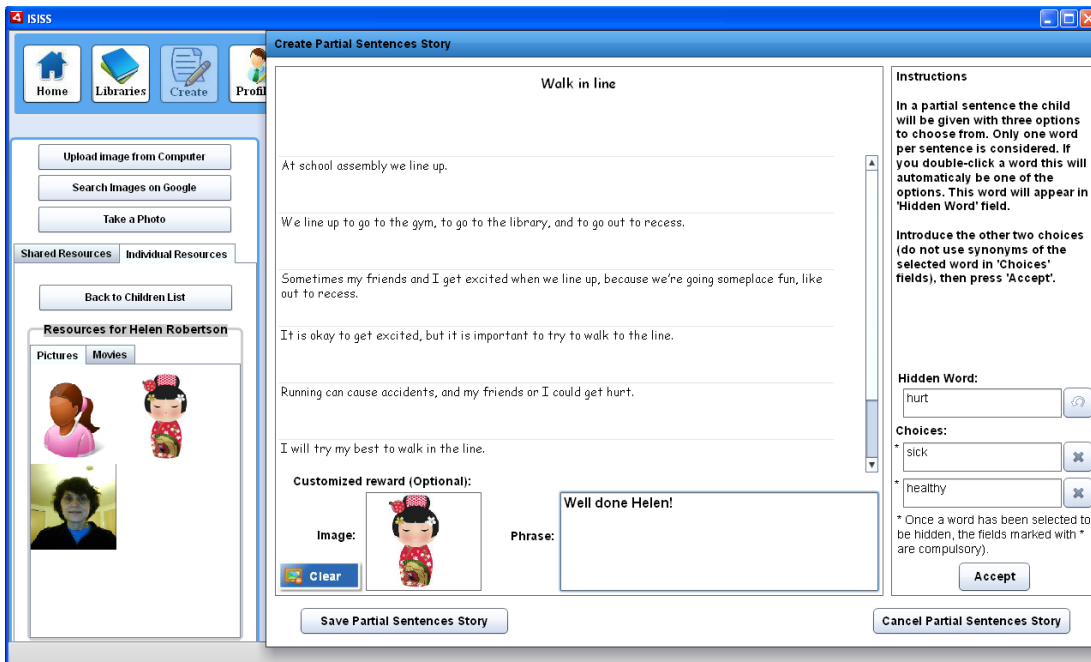 ISISS
Home
Libraries
Create
Upload image from Computer
Search Images on Google
Take a Photo
Shared Resources
Individual Resources
Back to Children List
Resources for Helen Robertson
Pictures
Movies
Create Partial Sentences Story
Walk in line
At school assembly we line up.
We line up to go to the gym, to go to the library, and to go out to recess.
Sometimes my friends and I get excited when we line up, because we're going someplace fun, like
out to recess.
It is okay to get excited, but it is important to try to walk to the line.
Running can cause accidents, and my friends or I could get hurt.
I will try my best to walk in the line.
Customized reward (Optional):
Image:
Clear
Phrase:
Well done Helen!
Save Partial Sentences Story
Cancel Partial Sentences Story
Instructions
In a partial sentence the child
will be given with three options
to choose from. Only one word
per sentence is considered. If
you double-click a word this will
automaticaly be one of the
options. This word will appear in
'Hidden Word' field.
Introduce the other two choices
(do not use synonyms of the
selected word in 'Choices'
fields), then press 'Accept'.
Hidden Word:
hurt
Choices:
* sick
* healthy
* Once a word has been selected to
be hidden, the fields marked with *
are compulsory).
Accept